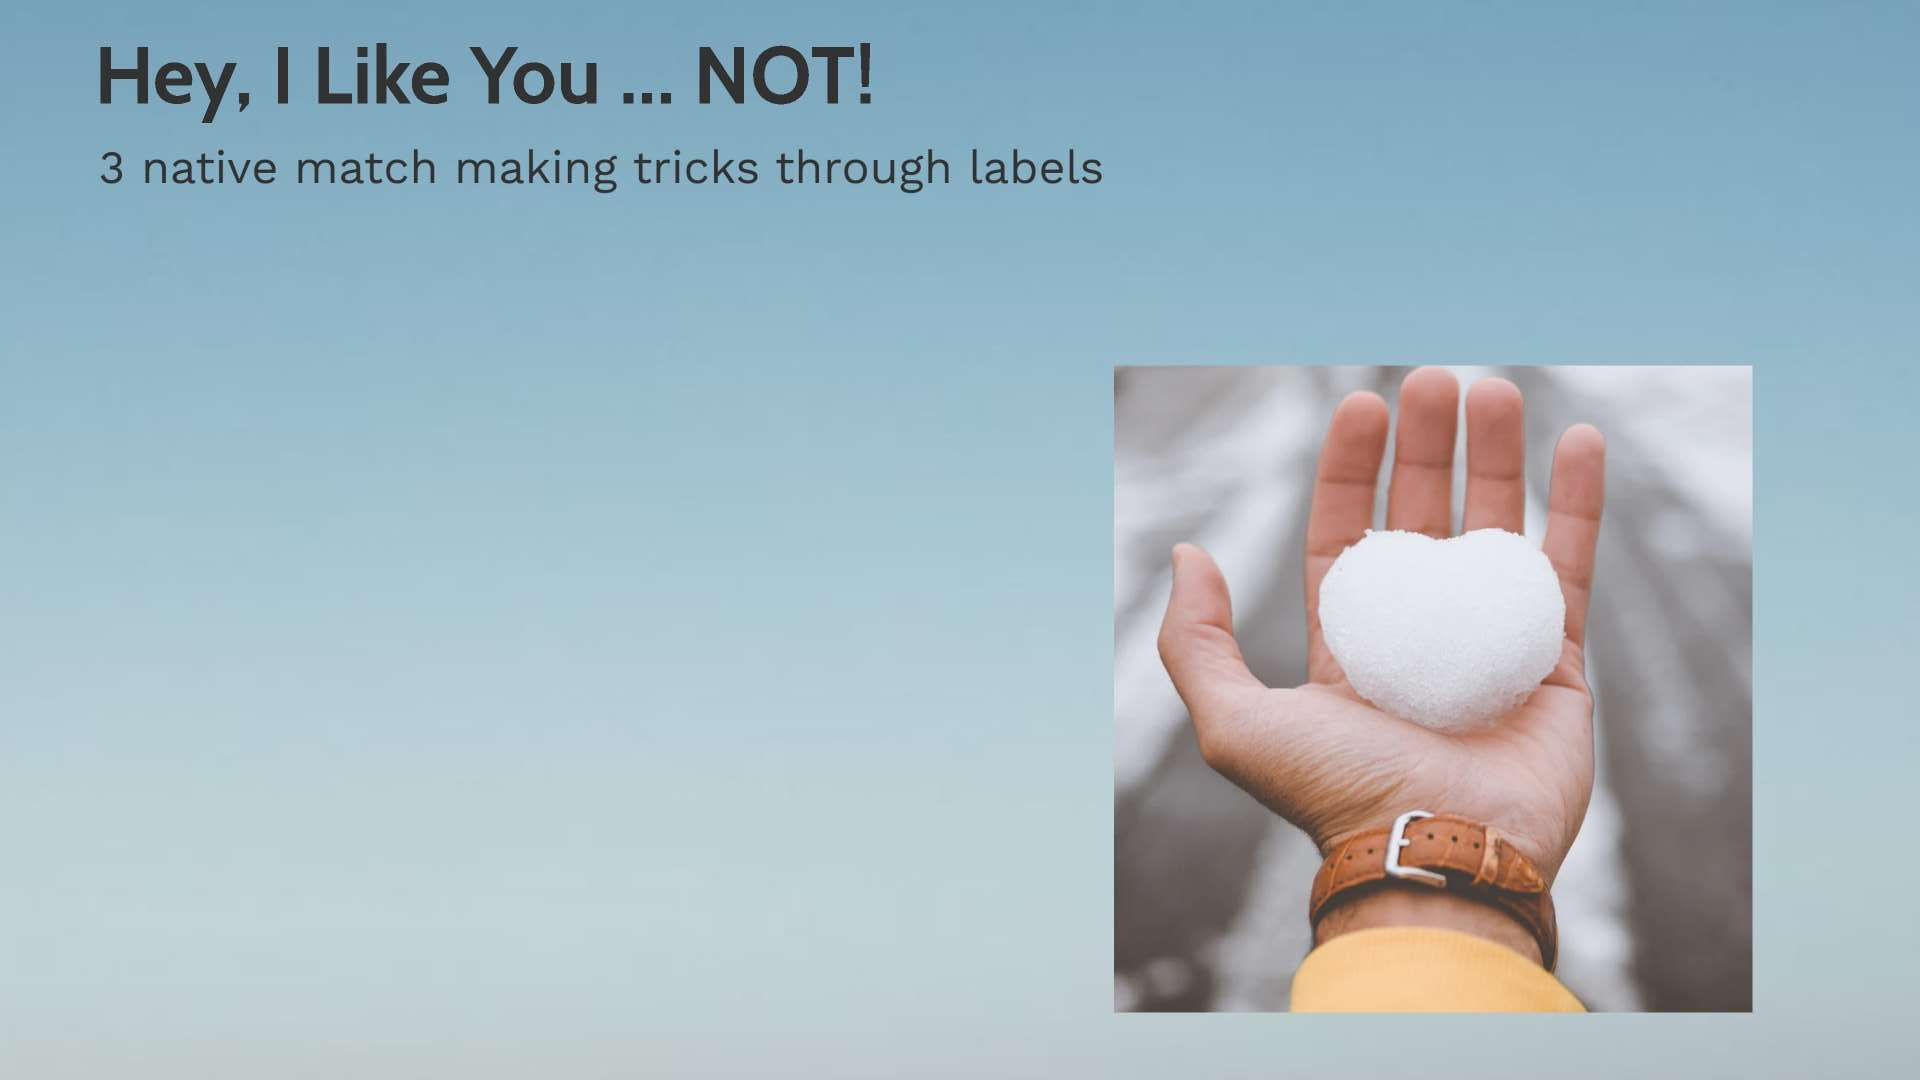 Hey, I Like You ... NOT!
3 native match making tricks through labels